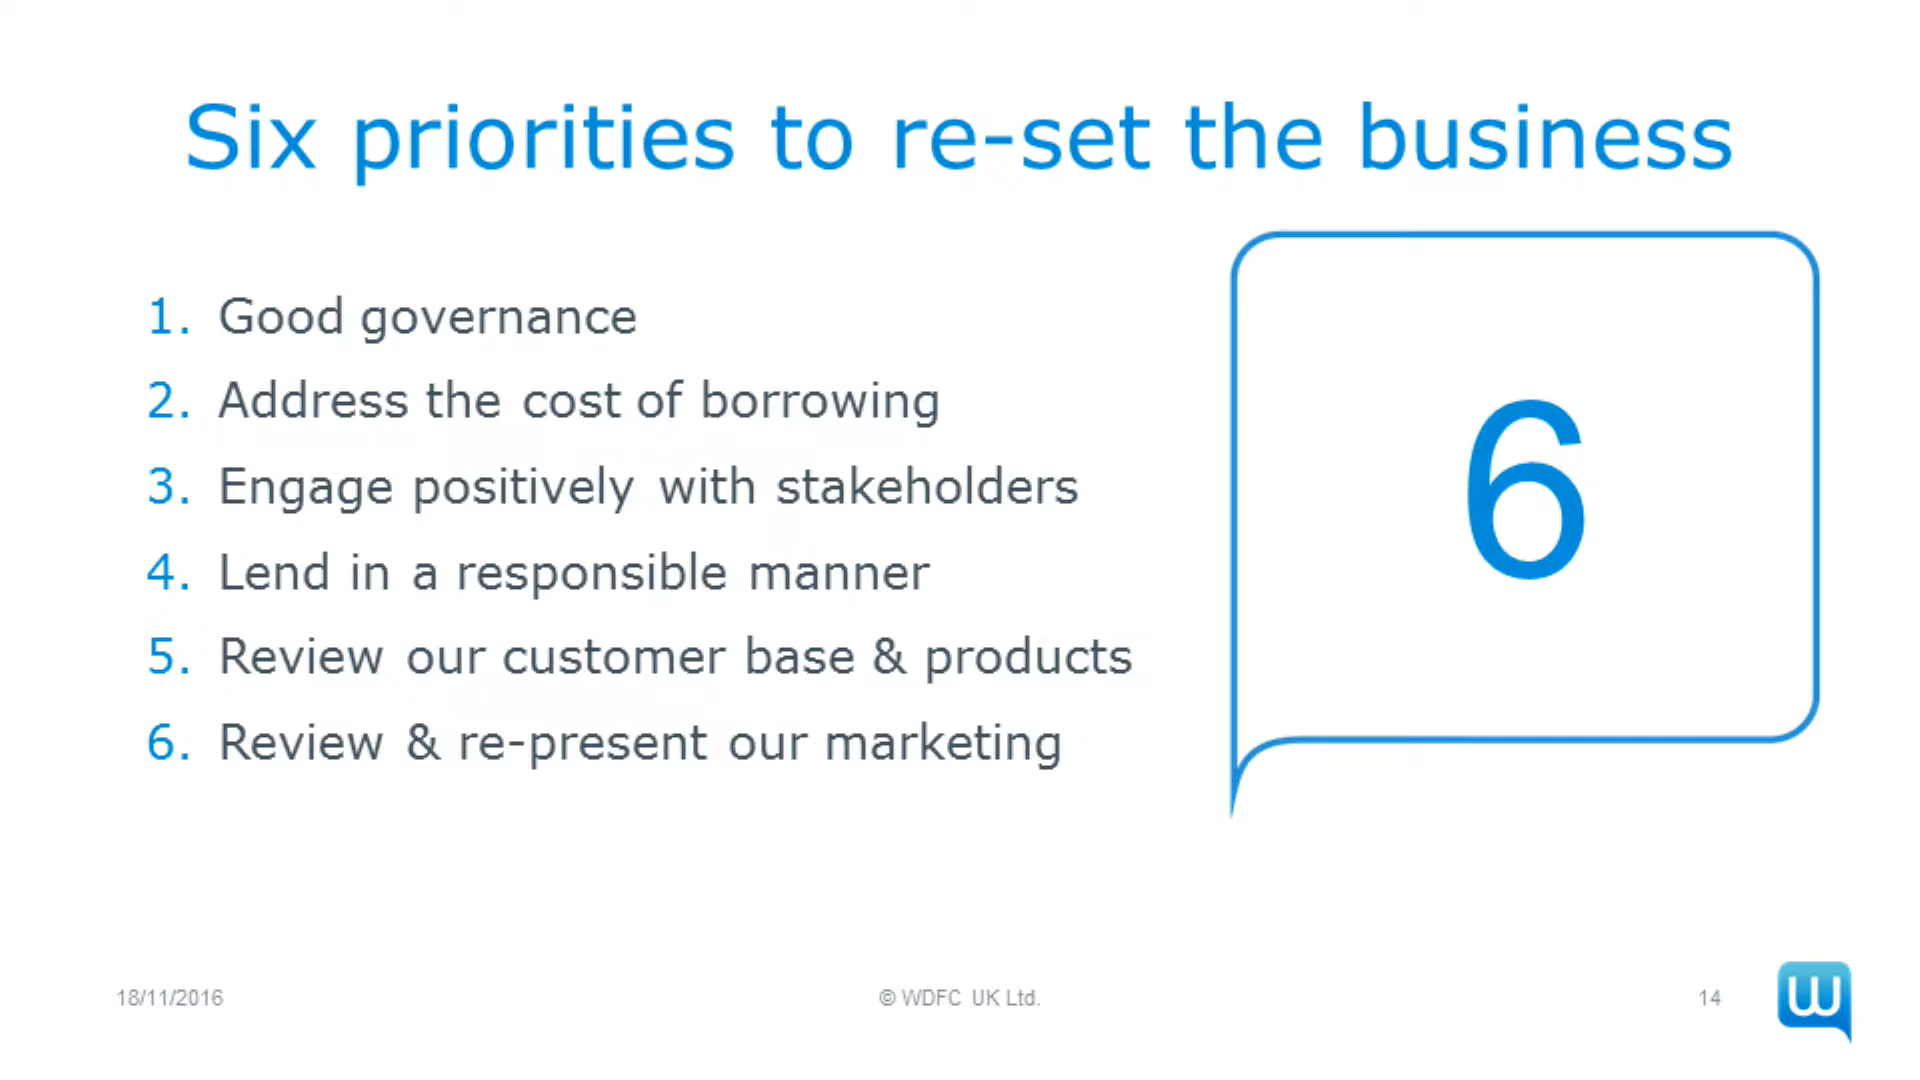 Six priorities to re-set the business
1. Good governance
2. Address the cost of borrowing
3. Engage positively with stakeholders
4. Lend in a responsible manner
5. Review our customer base & products
6. Review & re-present our marketing
6
18/11/2016
© WDFC UK Ltd.
14
W